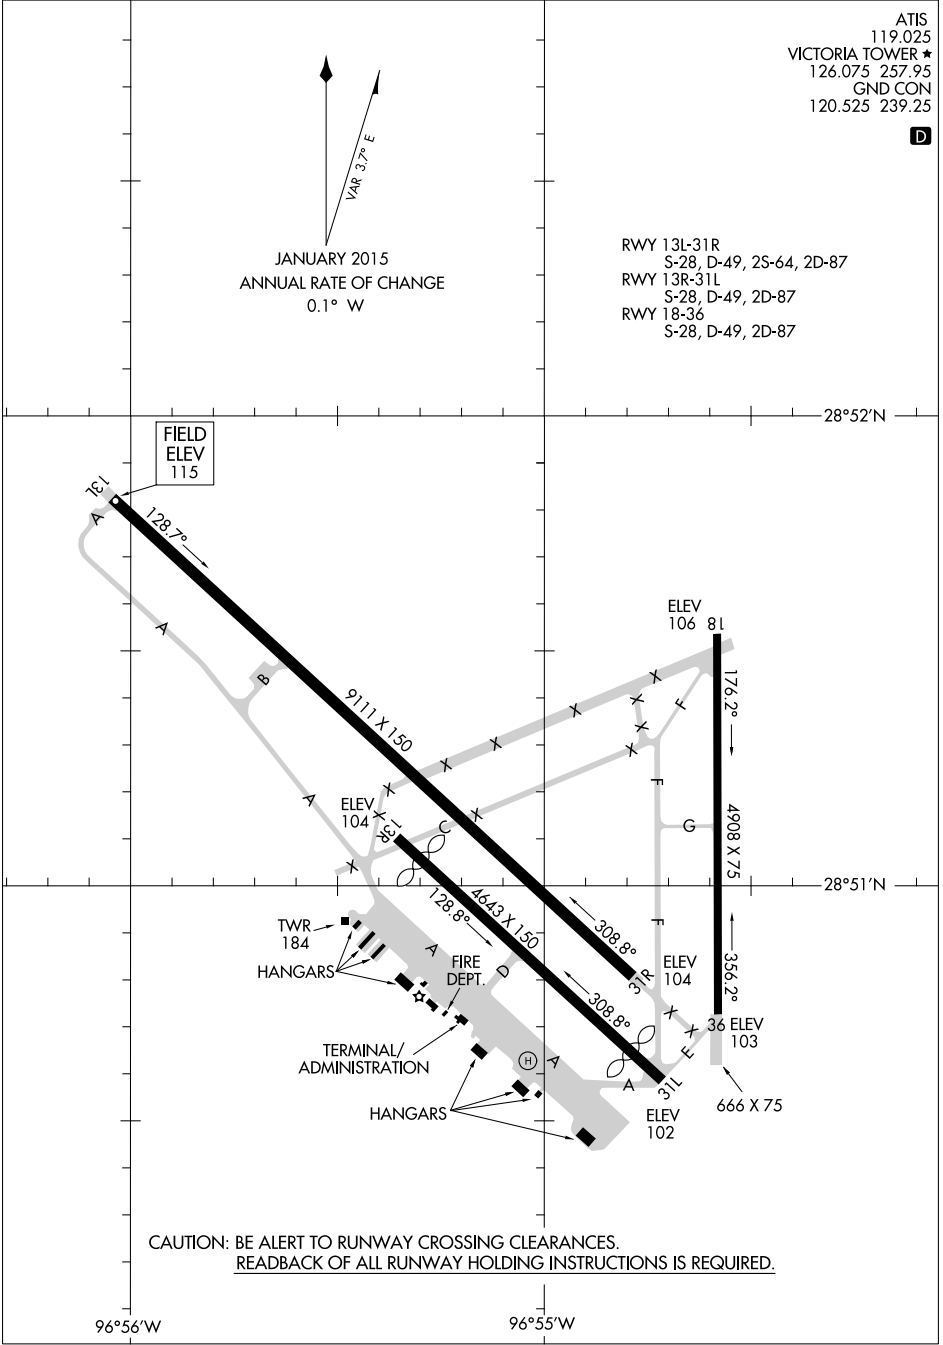 ATIS
119.025
VICTORIA TOWER ★
126.075 257.95
GND CON
120.525 239.25
D
VAR 3.7° E
JANUARY 2015
ANNUAL RATE OF CHANGE
0.1° W
RWY 13L-31R
S-28, D-49, 2S-64, 2D-87
RWY 13R-31L
S-28, D-49, 2D-87
RWY 18-36
S-28, D-49, 2D-87
28°52'N
FIELD
ELEV
115
13L
A
128.7°
A
B
9111 X 150
A
ELEV
106
18
176.2°
X
X
F
X
X
X
X
X
X
F
4908 X 75
ELEV
104
X
13R
C
X
G
X
28°51'N
128.8°
4643 X 150
TWR
184
HANGARS
A
FIRE
DEPT.
D
308.8°
31R
ELEV
104
F
356.2°
308.8°
X
X
36
ELEV
103
E
TERMINAL/
ADMINISTRATION
H
A
A
31L
666 X 75
HANGARS
ELEV
102
CAUTION: BE ALERT TO RUNWAY CROSSING CLEARANCES.
READBACK OF ALL RUNWAY HOLDING INSTRUCTIONS IS REQUIRED.
96°56'W
96°55'W